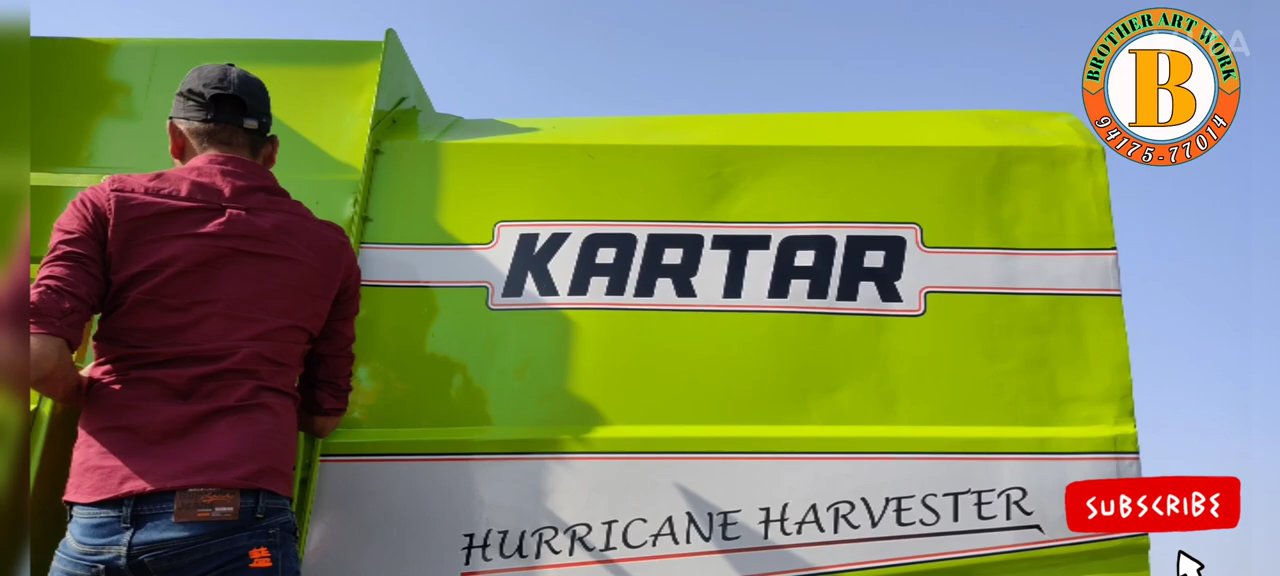 BROTHER ART WORK
B
94175-77014
KARTAR
HURRICANE HARVESTER
SUBSCRIBE